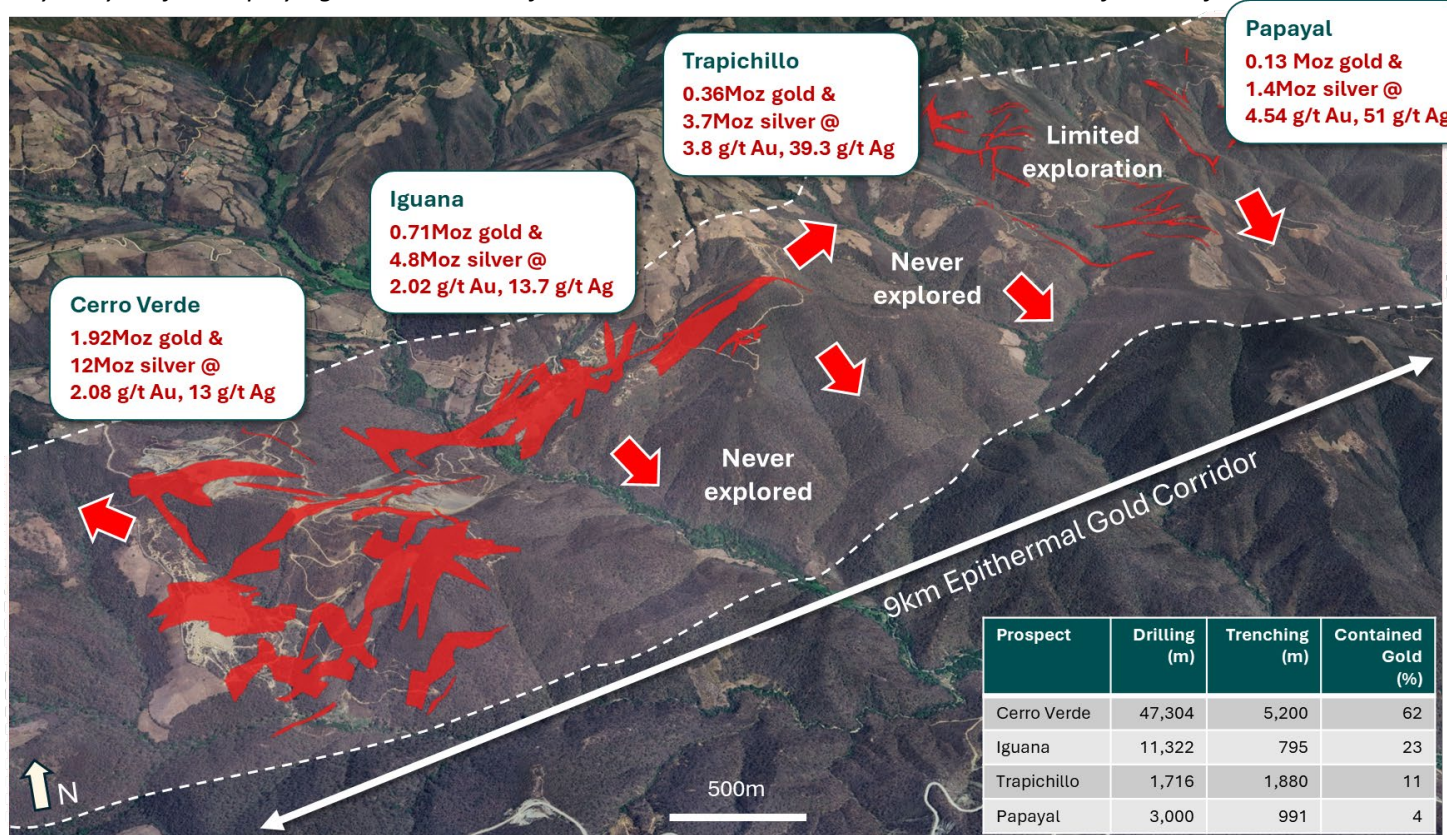 Cerro Verde
1.92Moz gold &
12Moz silver @
2.08 g/t Au, 13 g/t Ag
Iguana
0.71Moz gold &
4.8Moz silver @
2.02 g/t Au, 13.7 g/t Ag
Trapichillo
0.36Moz gold &
3.7Moz silver @
3.8 g/t Au, 39.3 g/t Ag
Papayal
0.13 Moz gold &
1.4Moz silver @
4.54 g/t Au, 51 g/t Ag
Limited
exploration
Never
explored
Never
explored
9km Epithermal Gold Corridor
N
500m
Prospect Drilling (m) Trenching (m) Contained Gold (%)
Cerro Verde 47,304 5,200 62
Iguana 11,322 795 23
Trapichillo 1,716 1,880 11
Papayal 3,000 991 4